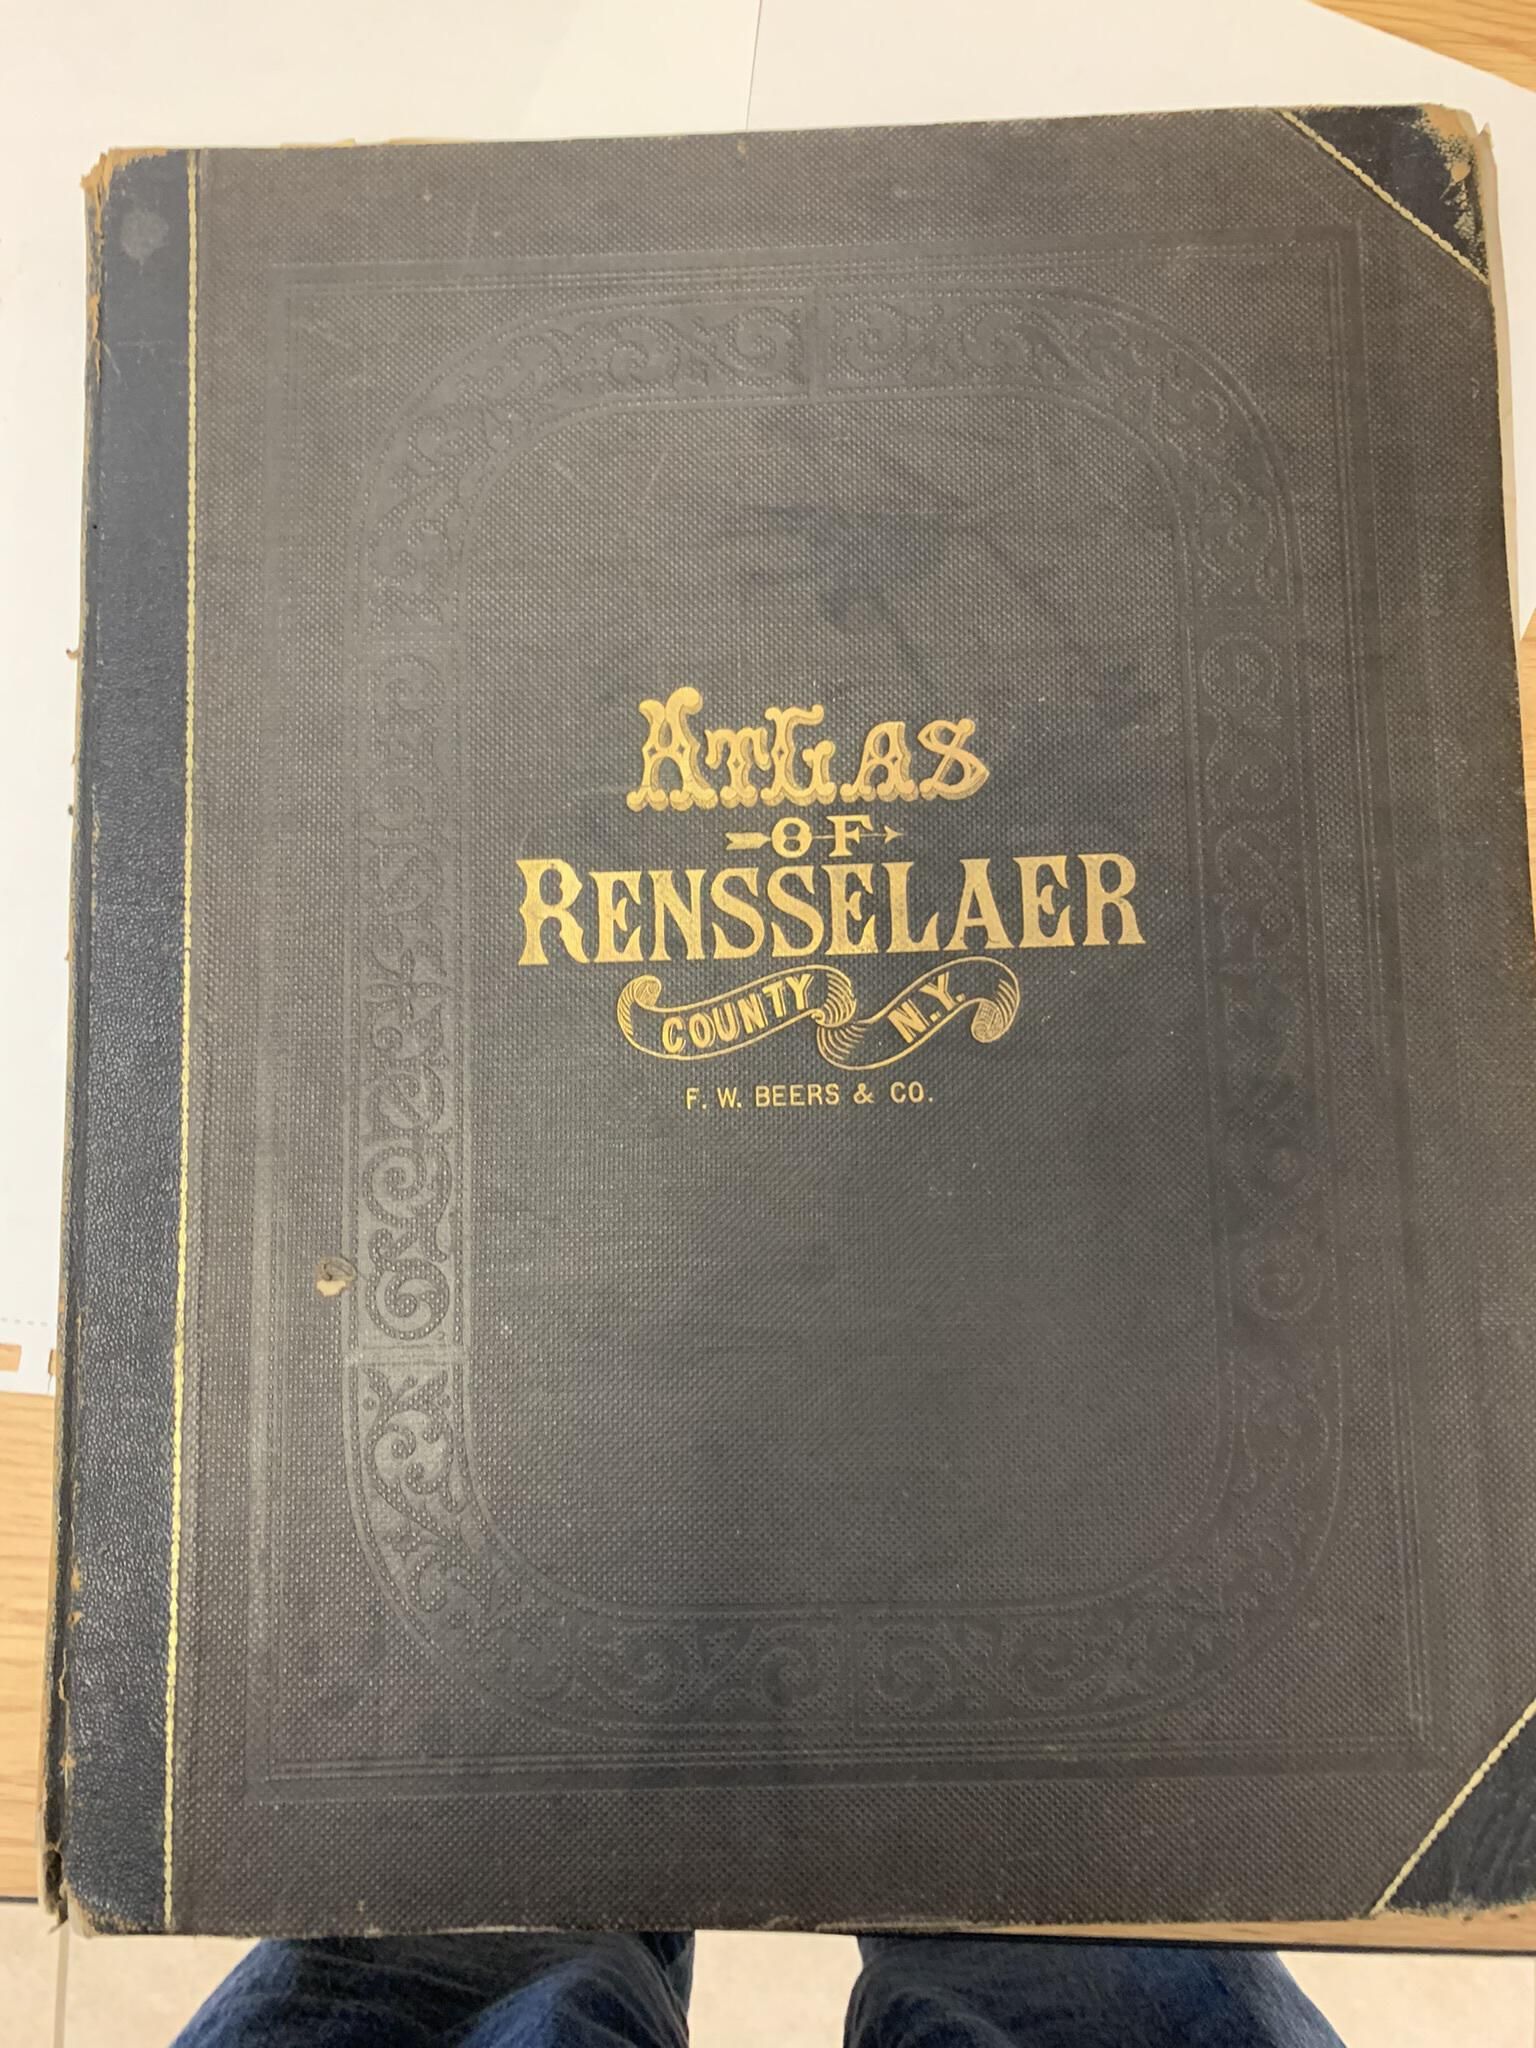 ATLAS
OF
RENSSELAER
COUNTY N.Y.
F. W. BEERS & CO.